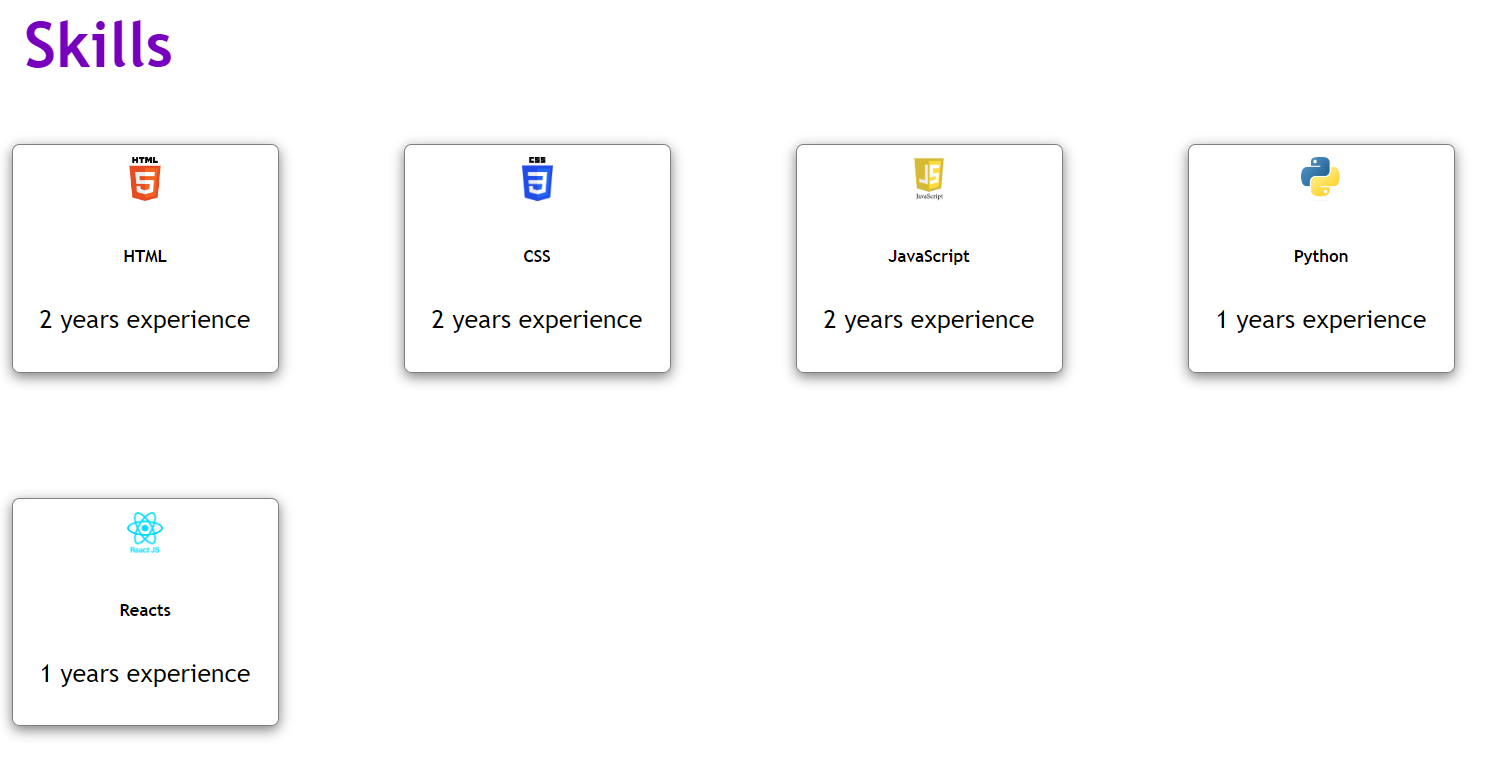 Skills
HTML
5
HTML
2 years experience
CSS
3
CSS
2 years experience
JS
JavaScript
JavaScript
2 years experience
Python
1 years experience
React JS
Reacts
1 years experience